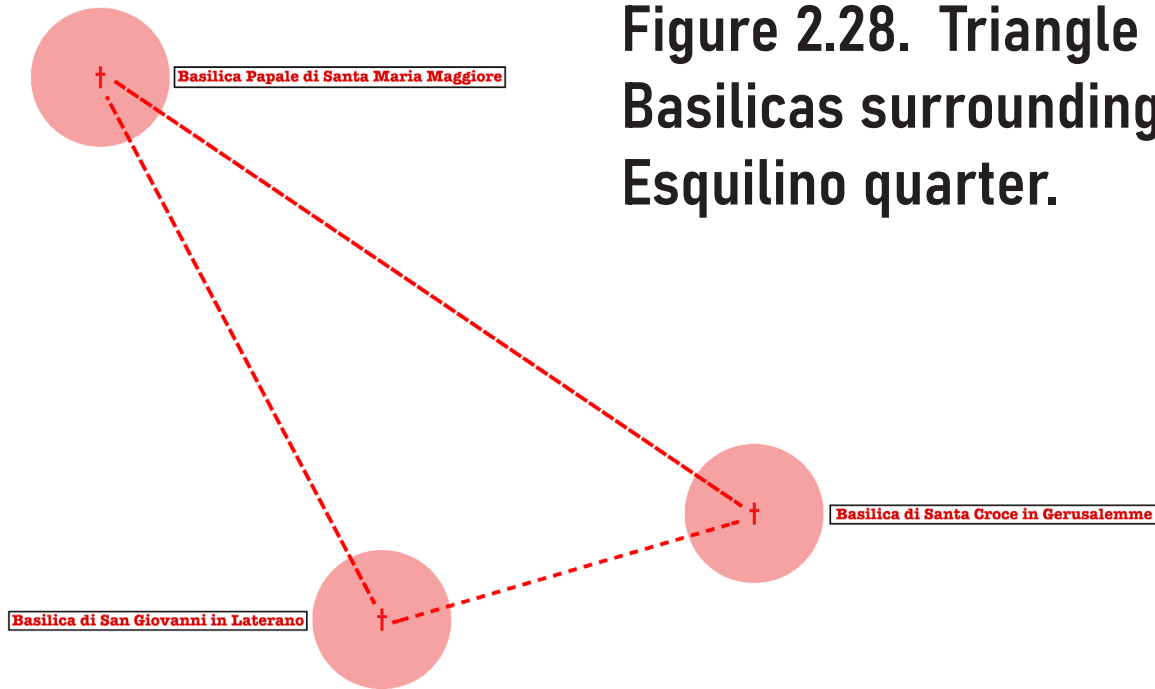 Figure 2.28. Triangle
Basilicas surrounding
Esquilino quarter.
Basilica Papale di Santa Maria Maggiore
Basilica di Santa Croce in Gerusalemme
Basilica di San Giovanni in Laterano